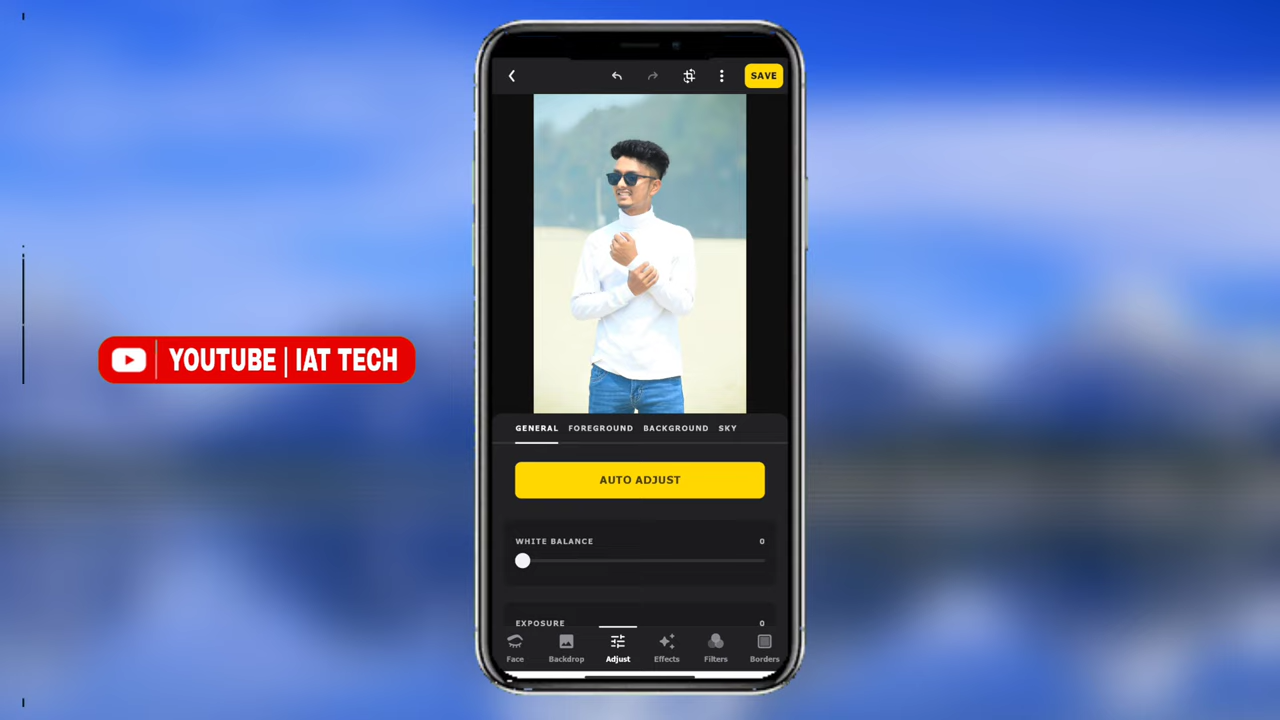 SAVE
YOUTUBE | IAT TECH
GENERAL FOREGROUND BACKGROUND SKY
AUTO ADJUST
WHITE BALANCE 0
EXPOSURE 0
Face Backdrop Adjust Effects Filters Borders